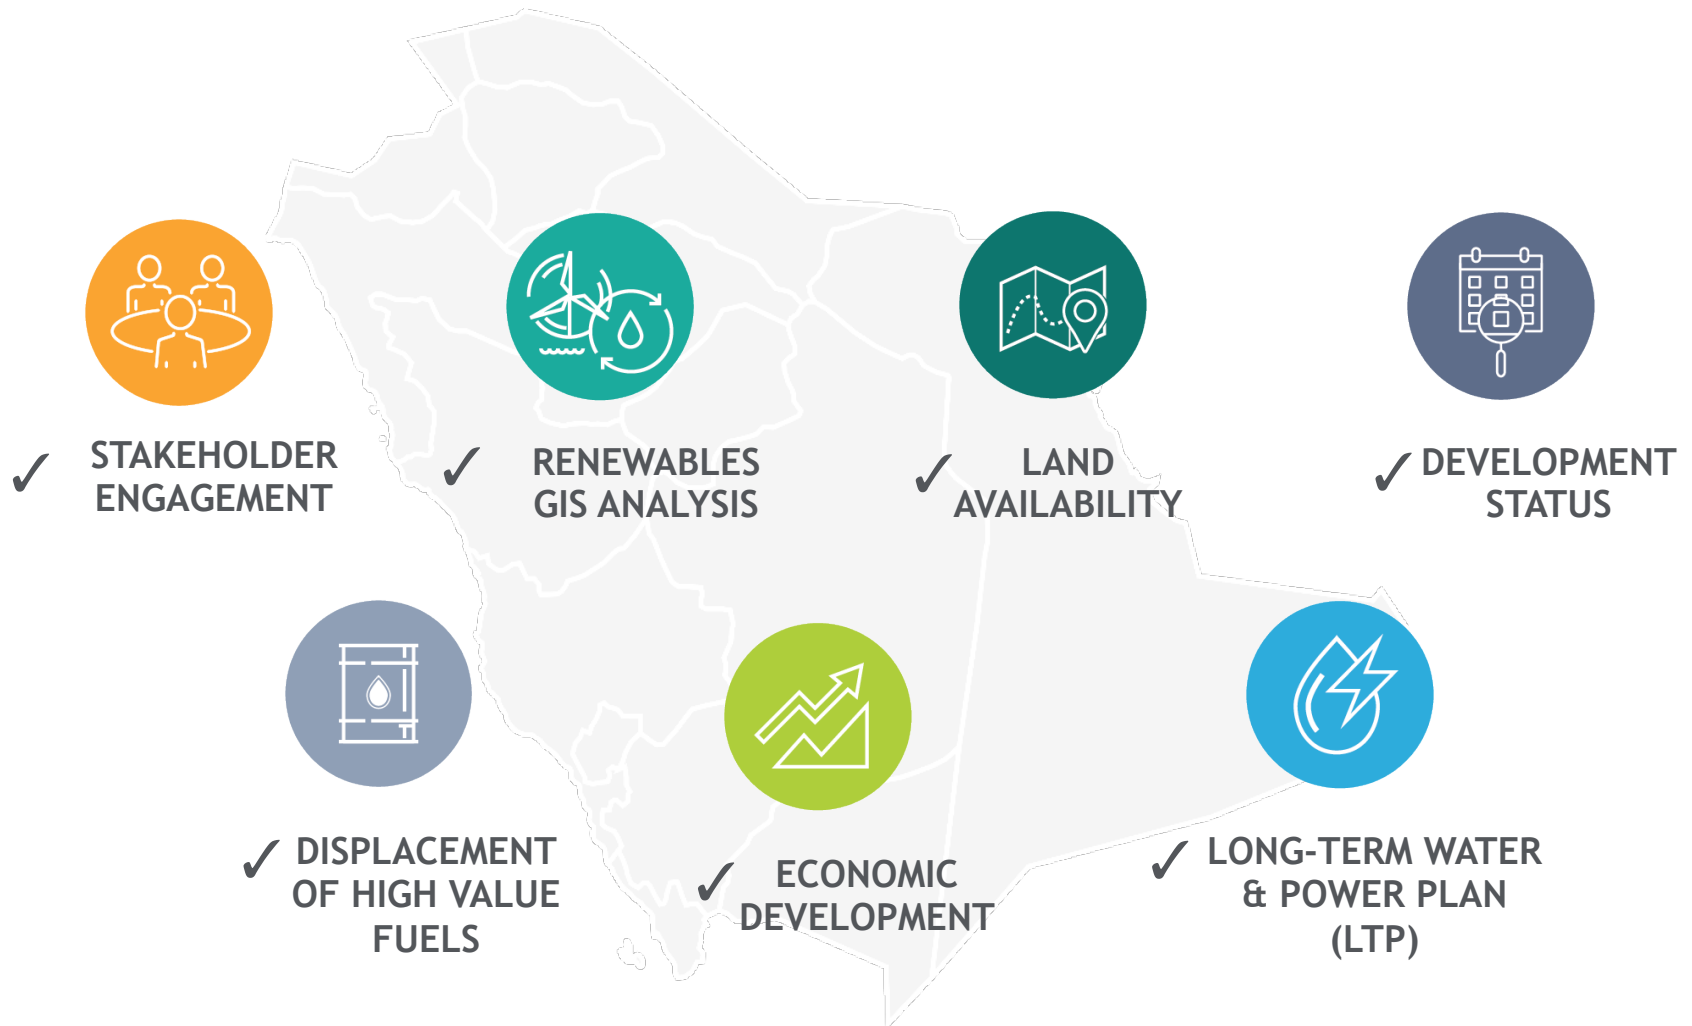 ✓ STAKEHOLDER
ENGAGEMENT
✓ RENEWABLES
GIS ANALYSIS
✓ LAND
AVAILABILITY
✓ DEVELOPMENT
STATUS
✓ DISPLACEMENT
OF HIGH VALUE
FUELS
✓ ECONOMIC
DEVELOPMENT
✓ LONG-TERM WATER
& POWER PLAN
(LTP)